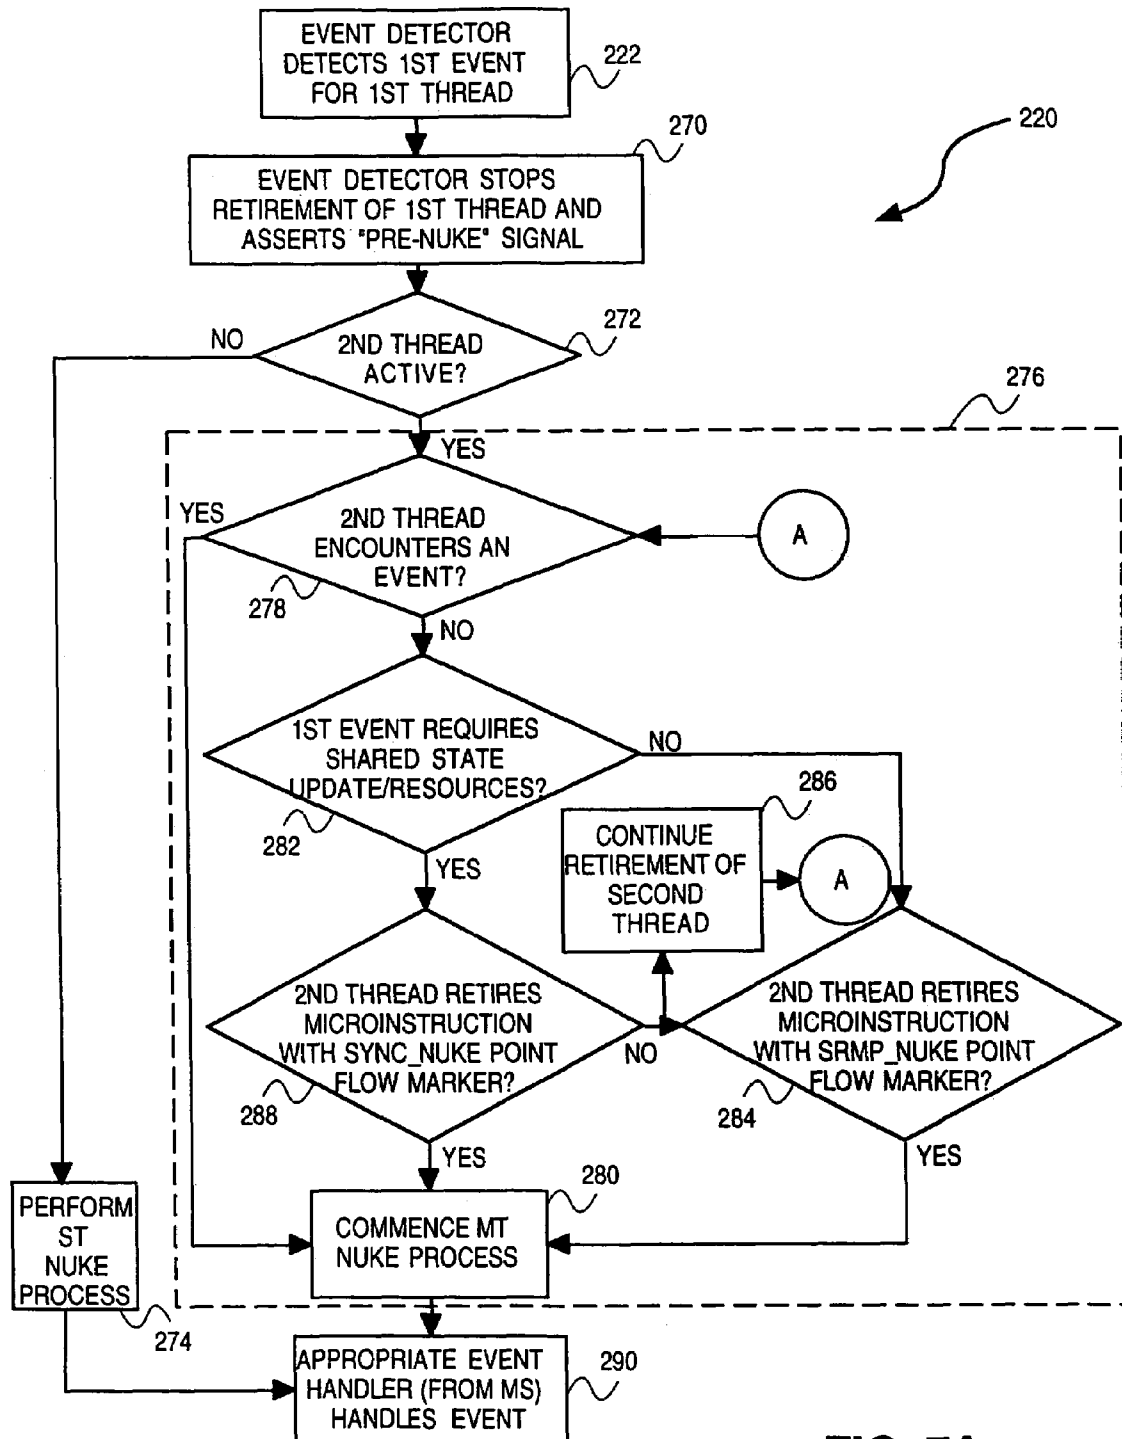 EVENT DETECTOR
DETECTS 1ST EVENT
FOR 1ST THREAD
222
220
270
EVENT DETECTOR STOPS
RETIREMENT OF 1ST THREAD AND
ASSERTS "PRE-NUKE" SIGNAL
272
NO
2ND THREAD
ACTIVE?
276
YES
YES
2ND THREAD
ENCOUNTERS AN
EVENT?
A
278
NO
1ST EVENT REQUIRES
SHARED STATE
UPDATE/RESOURCES?
NO
282
286
CONTINUE
RETIREMENT OF
SECOND
THREAD
A
YES
2ND THREAD RETIRES
MICROINSTRUCTION
WITH SYNC_NUKE POINT
FLOW MARKER?
NO
288
2ND THREAD RETIRES
MICROINSTRUCTION
WITH SRMP_NUKE POINT
FLOW MARKER?
284
YES
YES
280
COMMENCE MT
NUKE PROCESS
PERFORM
ST
NUKE
PROCESS
274
APPROPRIATE EVENT
HANDLER (FROM MS)
HANDLES EVENT
290